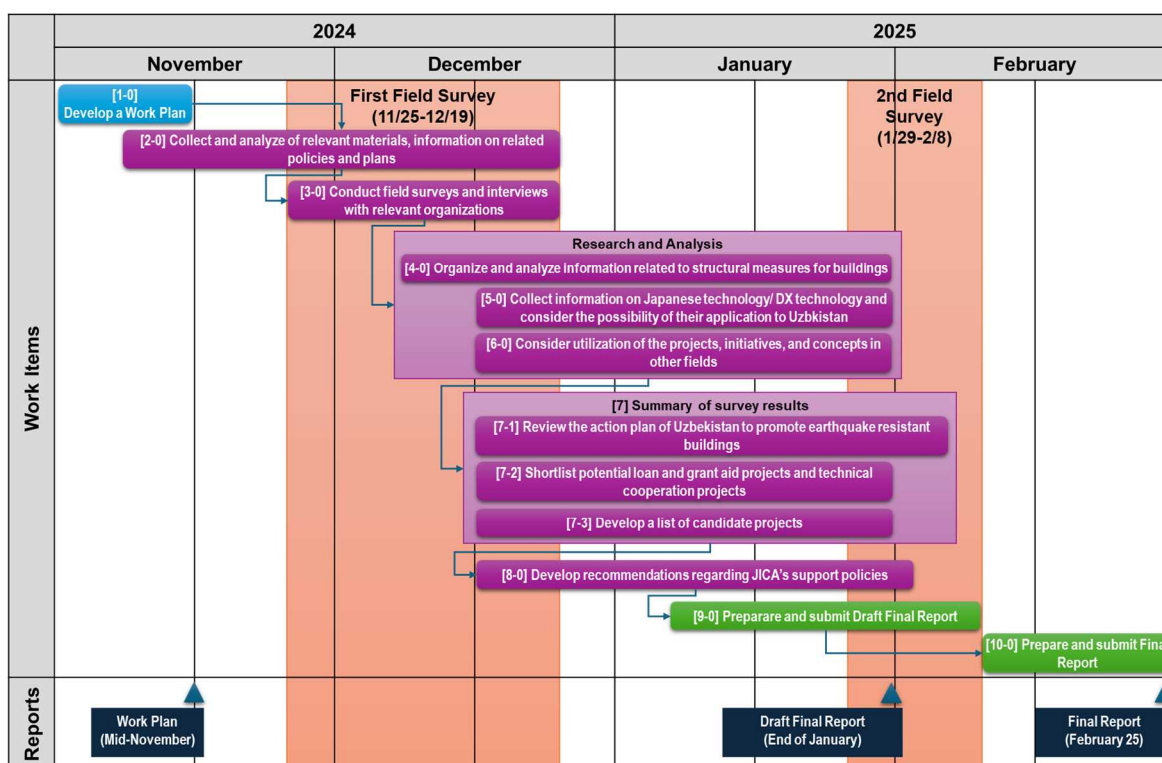 2024
2025
November
December
January
February
Work Items
First Field Survey
(11/25-12/19)
2nd Field
Survey
(1/29-2/8)
[1-0]
Develop a Work Plan
[2-0] Collect and analyze of relevant materials, information on related
policies and plans
[3-0] Conduct field surveys and interviews
with relevant organizations
Research and Analysis
[4-0] Organize and analyze information related to structural measures for buildings
[5-0] Collect information on Japanese technology/ DX technology and
consider the possibility of their application to Uzbkistan
[6-0] Consider utilization of the projects, initiatives, and concepts in
other fields
[7] Summary of survey results
[7-1] Review the action plan of Uzbekistan to promote earthquake resistant
buildings
[7-2] Shortlist potential loan and grant aid projects and technical
cooperation projects
[7-3] Develop a list of candidate projects
[8-0] Develop recommendations regarding JICA's support policies
[9-0] Preparare and submit Draft Final Report
[10-0] Prepare and submit Fina
Report
Reports
Work Plan
(Mid-November)
Draft Final Report
(End of January)
Final Report
(February 25)